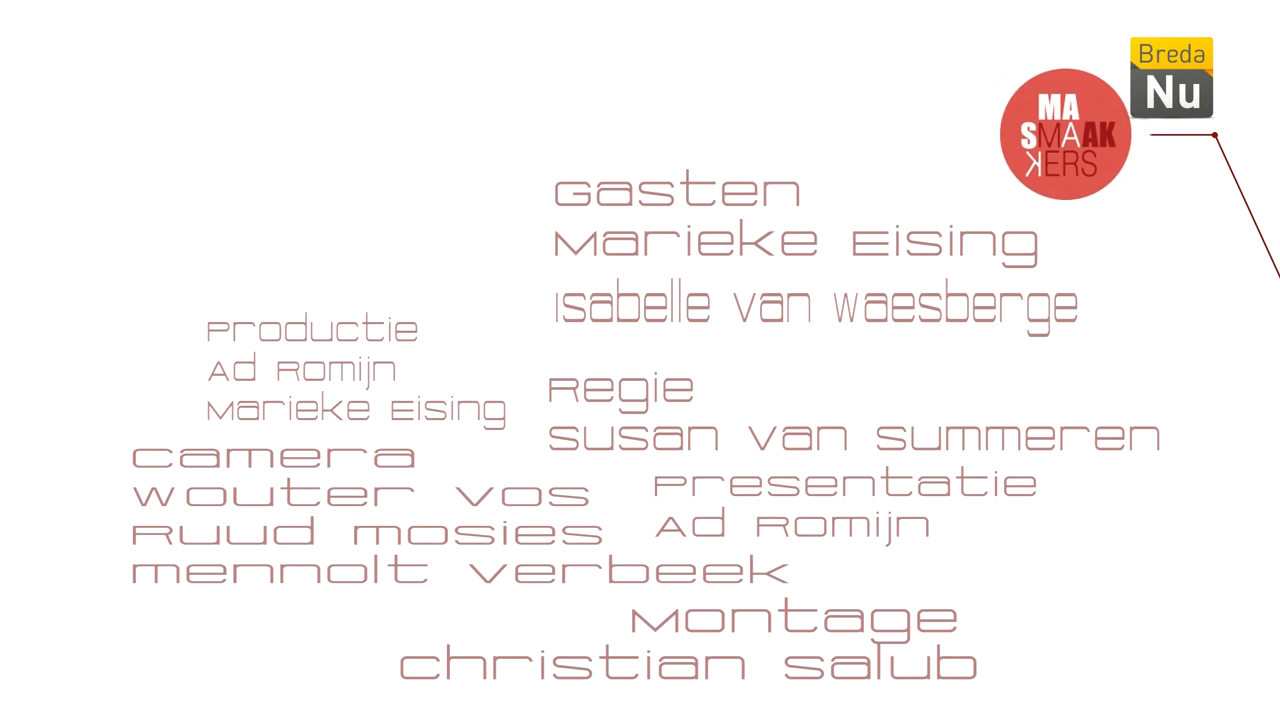 Breda
Nu
MA
SMAAK
KERS
Gasten
Marieke Eising
Isabelle van Waesberge
Productie
Ad Romijn
Marieke Eising
Regie
susan van summeren
camera
wouter vos
Ruud mosies
mennolt verbeek
Presentatie
Ad Romijn
Montage
christian salub